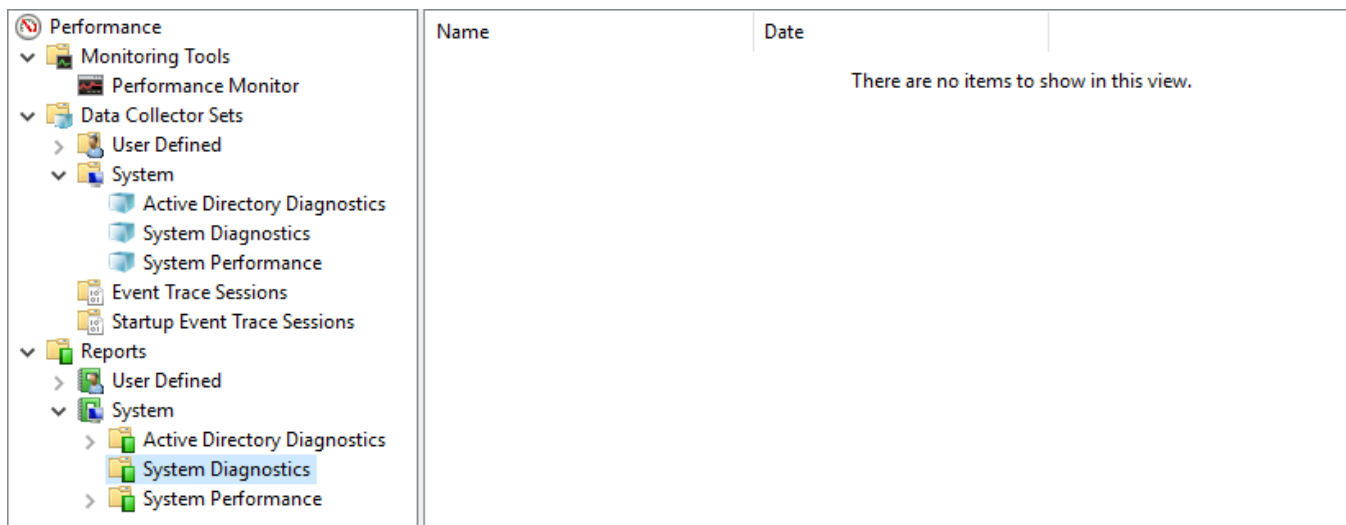 Performance
Monitoring Tools
Performance Monitor
Data Collector Sets
User Defined
System
Active Directory Diagnostics
System Diagnostics
System Performance
Event Trace Sessions
Startup Event Trace Sessions
Reports
User Defined
System
Active Directory Diagnostics
System Diagnostics
System Performance
Name Date
There are no items to show in this view.